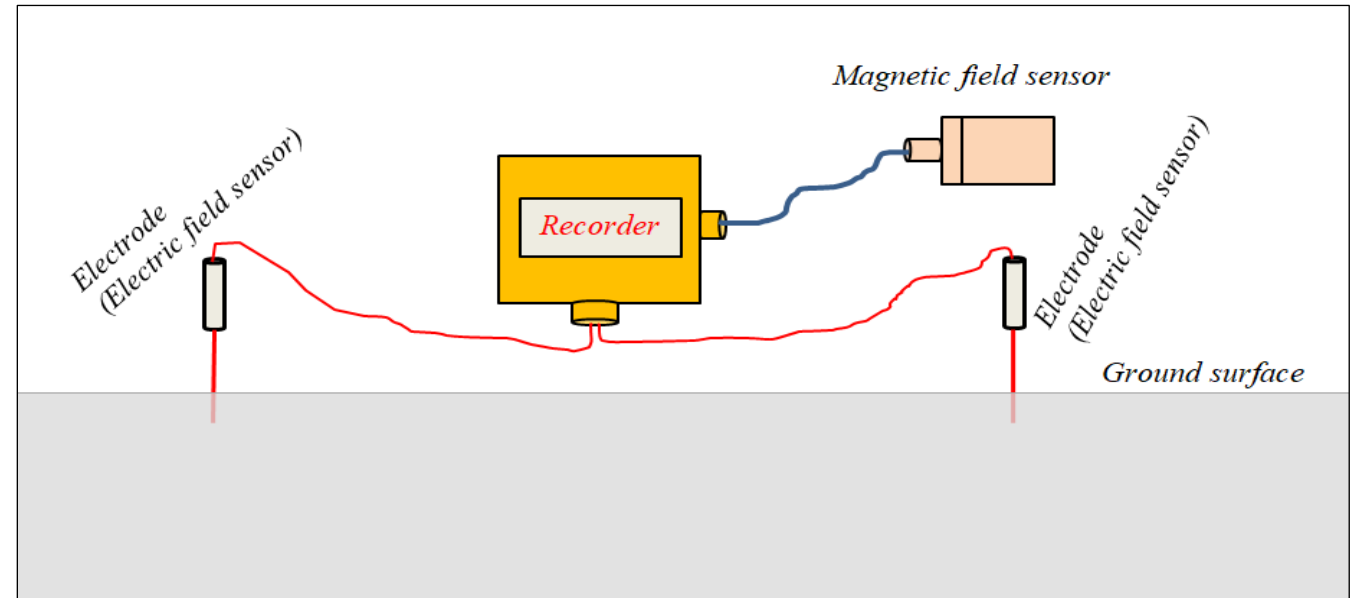 Magnetic field sensor
Electrode
(Electric field sensor)
Recorder
Electrode
(Electric field sensor)
Ground surface